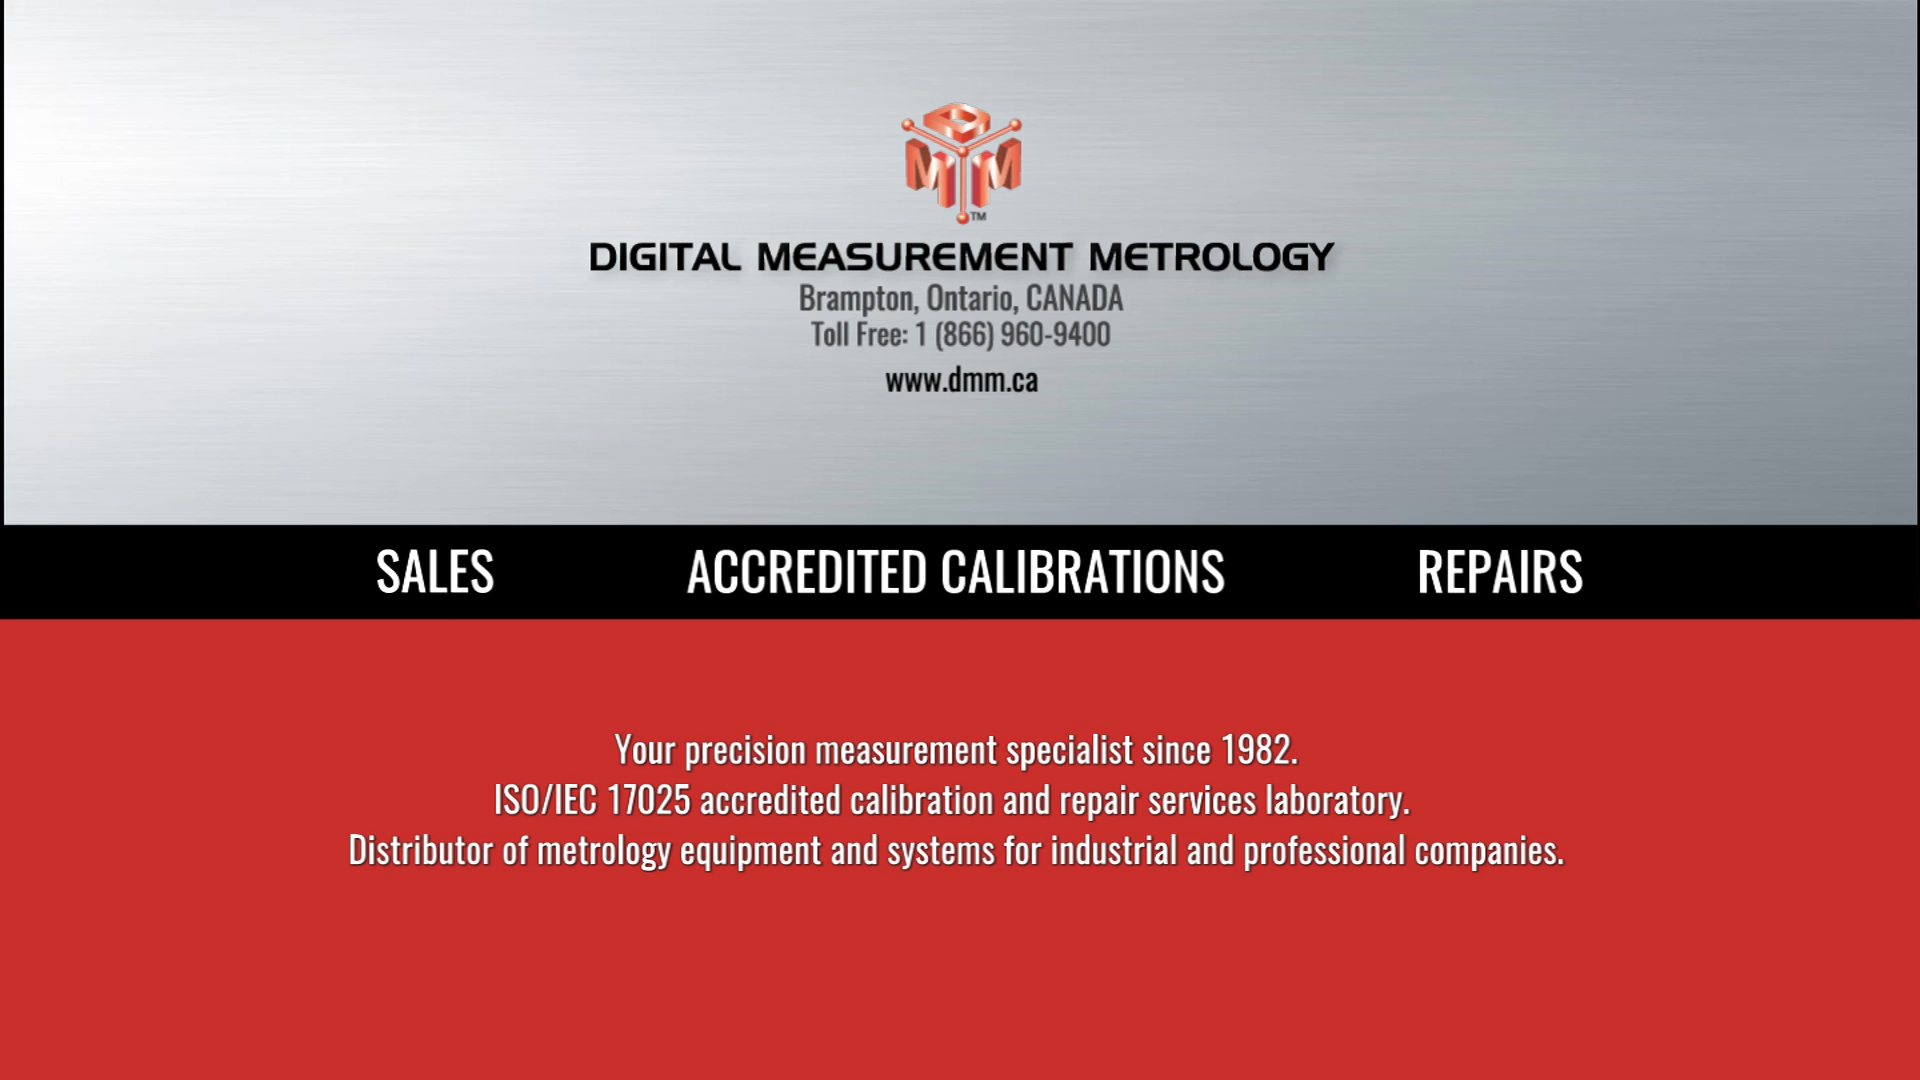 DMM
TM
DIGITAL MEASUREMENT METROLOGY
Brampton, Ontario, CANADA
Toll Free: 1 (866) 960-9400
www.dmm.ca
SALES ACCREDITED CALIBRATIONS REPAIRS
Your precision measurement specialist since 1982.
ISO/IEC 17025 accredited calibration and repair services laboratory.
Distributor of metrology equipment and systems for industrial and professional companies.